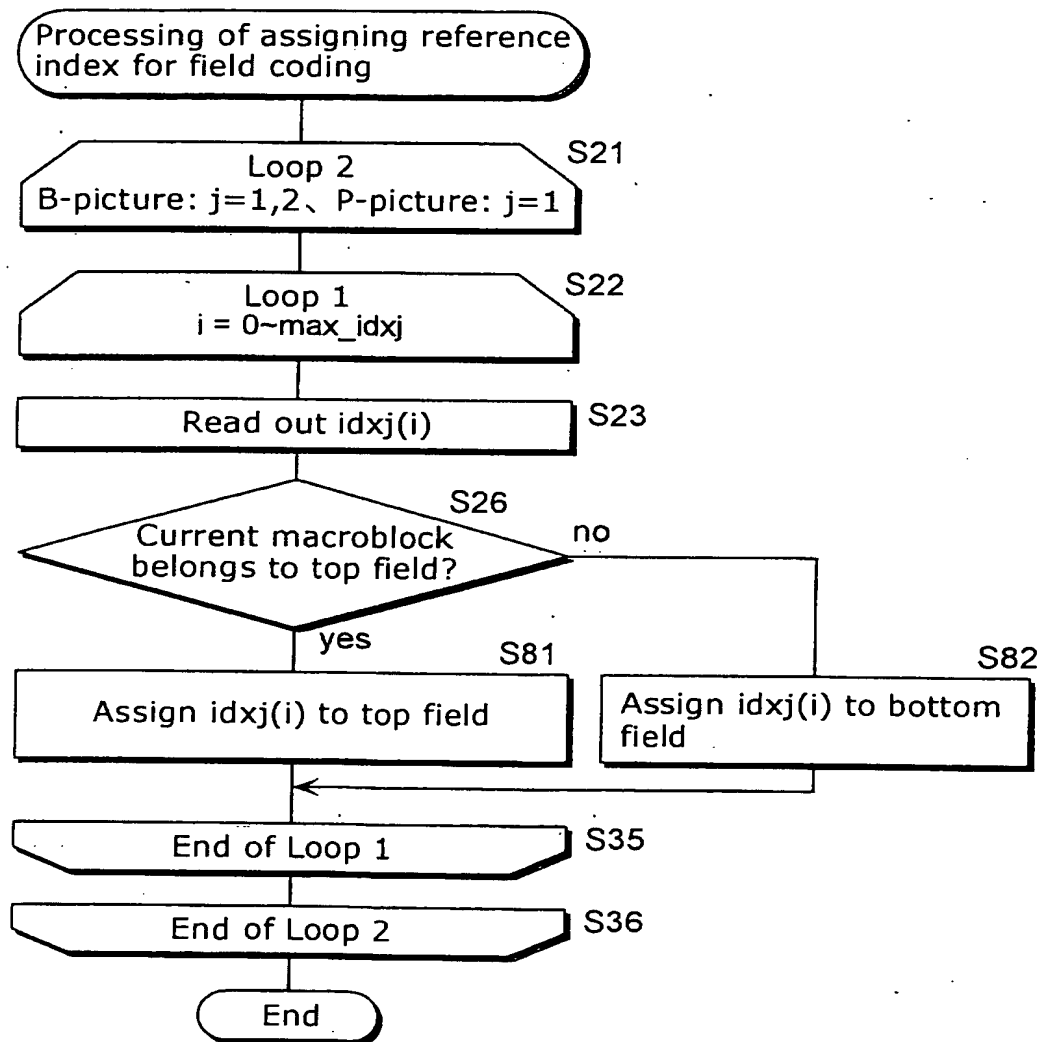 Processing of assigning reference
index for field coding
Loop 2
B-picture: j=1,2、P-picture: j=1
S21
Loop 1
i = 0~max_idxj
S22
Read out idxj(i)
S23
S26
Current macroblock
belongs to top field?
no
yes
S81
Assign idxj(i) to top field
S82
Assign idxj(i) to bottom
field
End of Loop 1
S35
End of Loop 2
S36
End